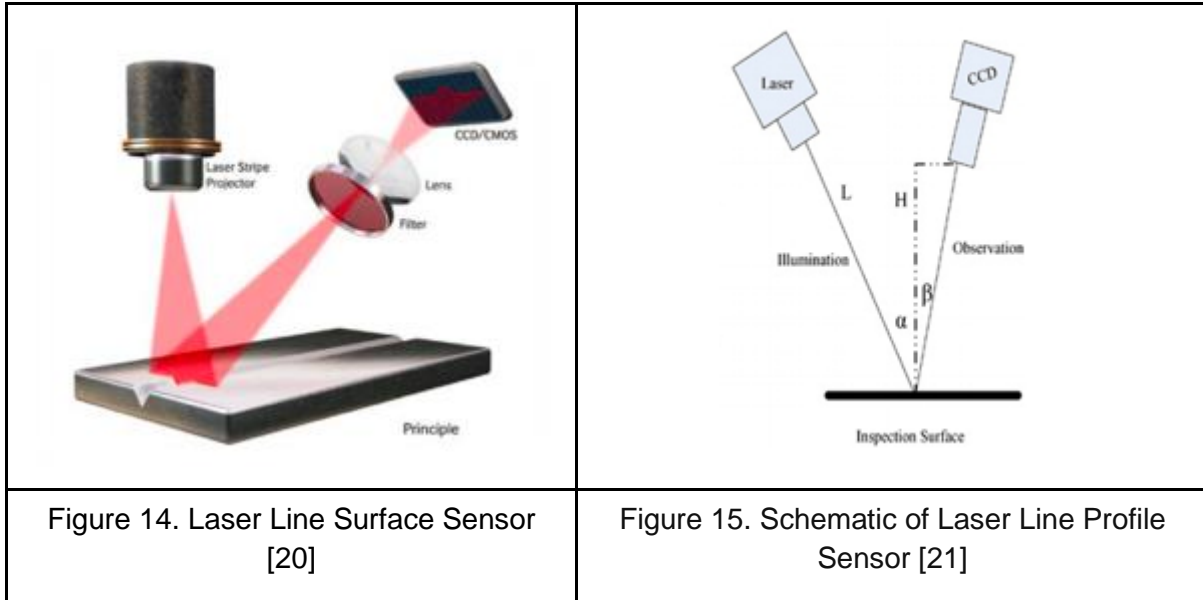 Laser Stripe
Projector
CCD/CMOS
Lens
Filter
Principle
Laser
CCD
L
H
Illumination
Observation
α
β
Inspection Surface
Figure 14. Laser Line Surface Sensor
[20]
Figure 15. Schematic of Laser Line Profile
Sensor [21]